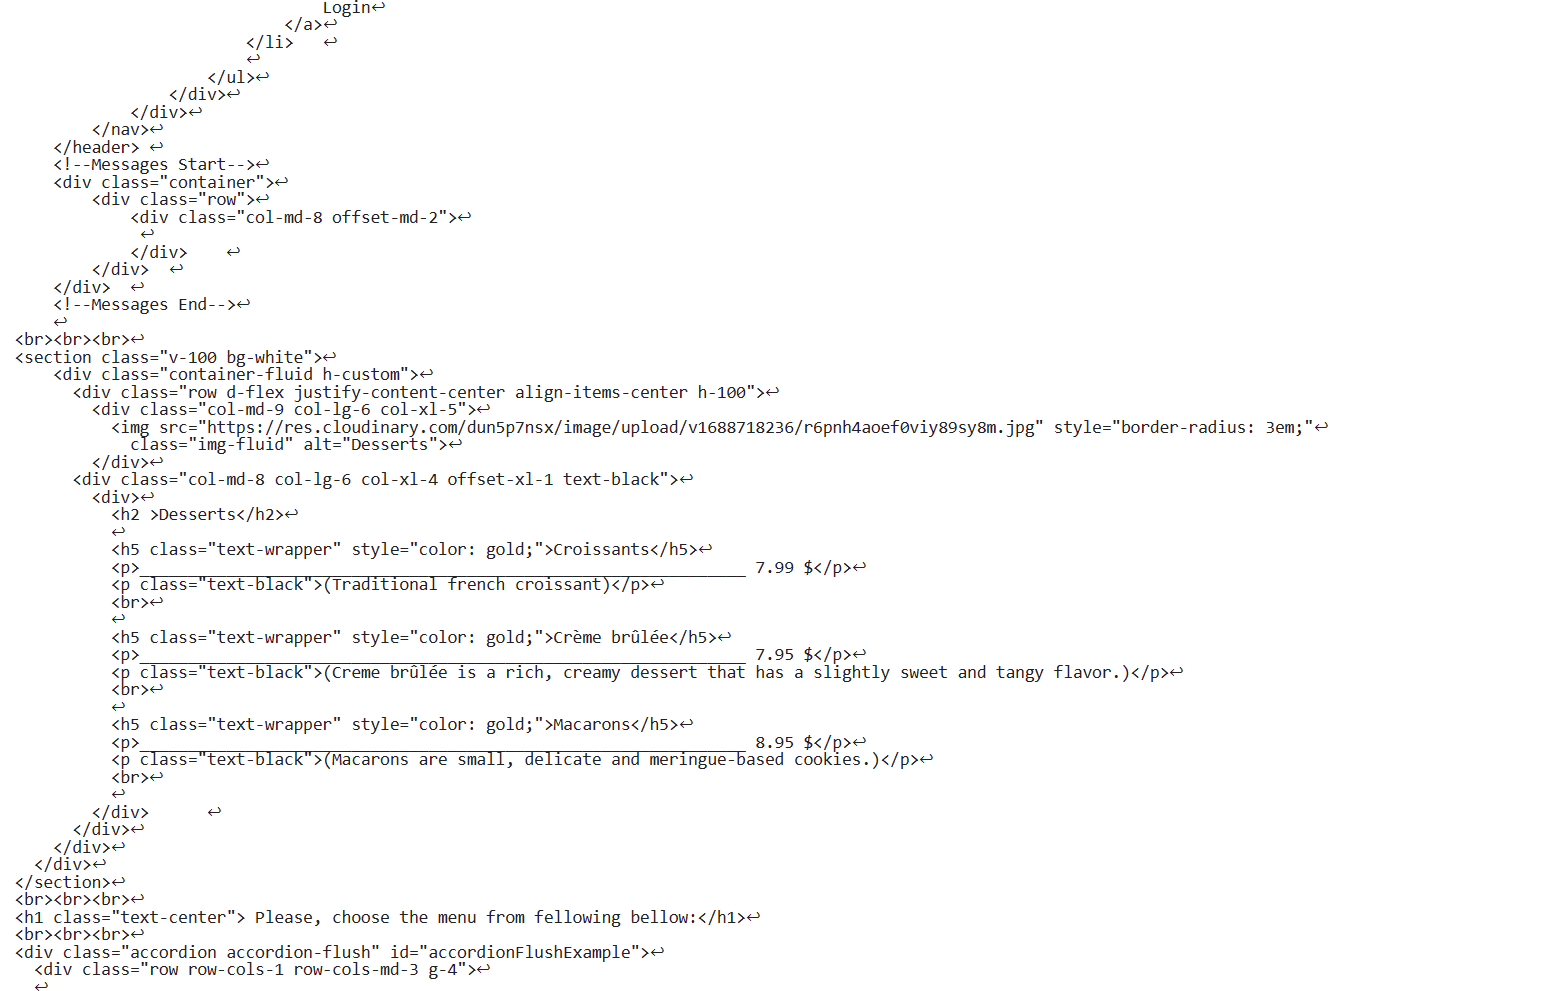 Login↩
</a>↩
</li>   ↩
↩
</ul>↩
</div>↩
</div>↩
</nav>↩
</header> ↩
<!--Messages Start-->↩
<div class="container">↩
<div class="row">↩
<div class="col-md-8 offset-md-2">↩
↩
</div>    ↩
</div>  ↩
</div>  ↩
<!--Messages End-->↩
↩
<br><br><br>↩
<section class="v-100 bg-white">↩
<div class="container-fluid h-custom">↩
<div class="row d-flex justify-content-center align-items-center h-100">↩
<div class="col-md-9 col-lg-6 col-xl-5">↩
<img src="https://res.cloudinary.com/dun5p7nsx/image/upload/v1688718236/r6pnh4aoef0viy89sy8m.jpg" style="border-radius: 3em;"↩
class="img-fluid" alt="Desserts">↩
</div>↩
<div class="col-md-8 col-lg-6 col-xl-4 offset-xl-1 text-black">↩
<div>↩
<h2 >Desserts</h2>↩
↩
<h5 class="text-wrapper" style="color: gold;">Croissants</h5>↩
<p>_______________________________________________________________ 7.99 $</p>↩
<p class="text-black">(Traditional french croissant)</p>↩
<br>↩
↩
<h5 class="text-wrapper" style="color: gold;">Crème brûlée</h5>↩
<p>_______________________________________________________________ 7.95 $</p>↩
<p class="text-black">(Creme brûlée is a rich, creamy dessert that has a slightly sweet and tangy flavor.)</p>↩
<br>↩
↩
<h5 class="text-wrapper" style="color: gold;">Macarons</h5>↩
<p>_______________________________________________________________ 8.95 $</p>↩
<p class="text-black">(Macarons are small, delicate and meringue-based cookies.)</p>↩
<br>↩
↩
</div>      ↩
</div>↩
</div>↩
</div>↩
</section>↩
<br><br><br>↩
<h1 class="text-center"> Please, choose the menu from fellowing bellow:</h1>↩
<br><br><br>↩
<div class="accordion accordion-flush" id="accordionFlushExample">↩
<div class="row row-cols-1 row-cols-md-3 g-4">↩
↩